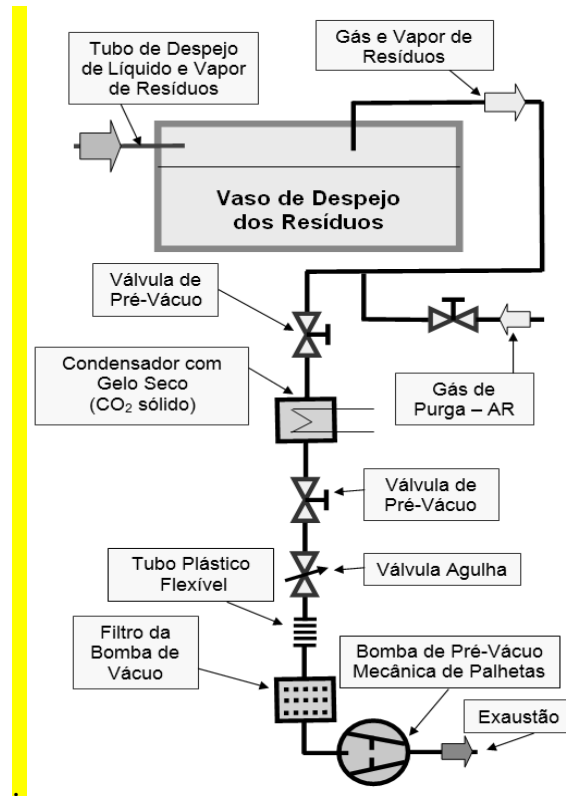 Tubo de Despejo
de Líquido e Vapor
de Resíduos
Gás e Vapor de
Resíduos
Vaso de Despejo
dos Resíduos
Válvula de
Pré-Vácuo
Condensador com
Gelo Seco
(CO₂ sólido)
Gás de
Purga – AR
Válvula de
Pré-Vácuo
Tubo Plástico
Flexível
Válvula Agulha
Filtro da
Bomba de
Vácuo
Bomba de Pré-Vácuo
Mecânica de Palhetas
Exaustão